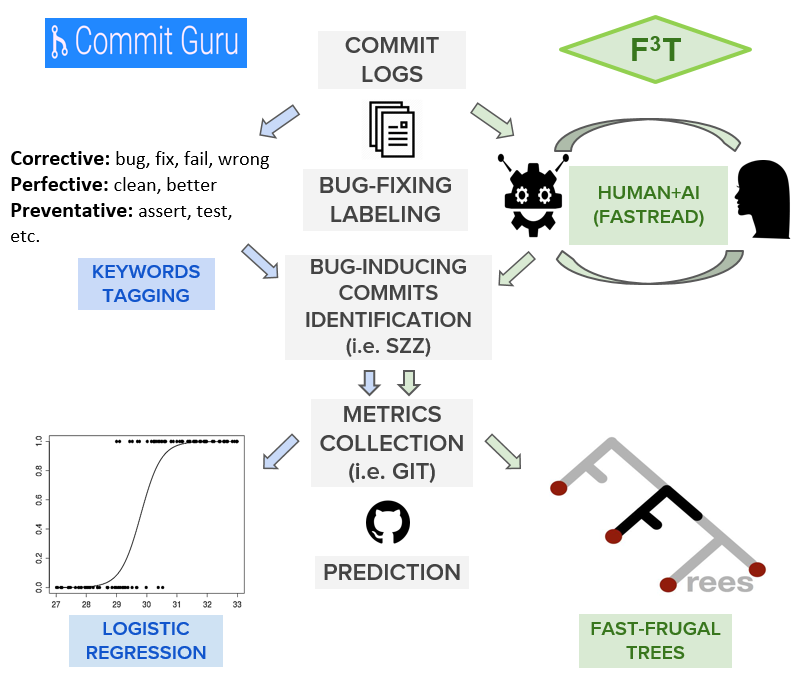 Commit Guru
COMMIT
LOGS
F³T
Corrective: bug, fix, fail, wrong
Perfective: clean, better
Preventative: assert, test,
etc.
BUG-FIXING
LABELING
HUMAN+AI
(FASTREAD)
KEYWORDS
TAGGING
BUG-INDUCING
COMMITS
IDENTIFICATION
(i.e. SZZ)
METRICS
COLLECTION
(i.e. GIT)
1.0
0.8
0.6
0.4
0.2
0.0
27 28 29 30 31 32 33
PREDICTION
FF
rees
LOGISTIC
REGRESSION
FAST-FRUGAL
TREES